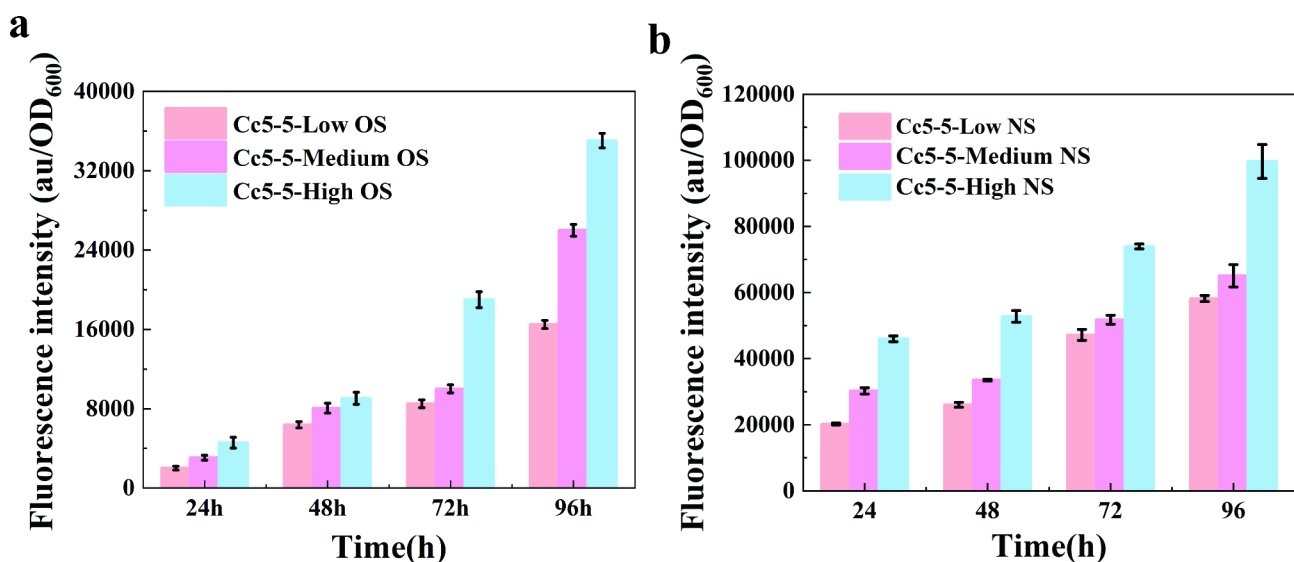 a
Fluorescence intensity (au/OD600)
40000
32000
24000
16000
8000
0
Cc5-5-Low OS
Cc5-5-Medium OS
Cc5-5-High OS
24h 48h 72h 96h
Time(h)
b
Fluorescence intensity (au/OD600)
120000
100000
80000
60000
40000
20000
0
Cc5-5-Low NS
Cc5-5-Medium NS
Cc5-5-High NS
24 48 72 96
Time(h)